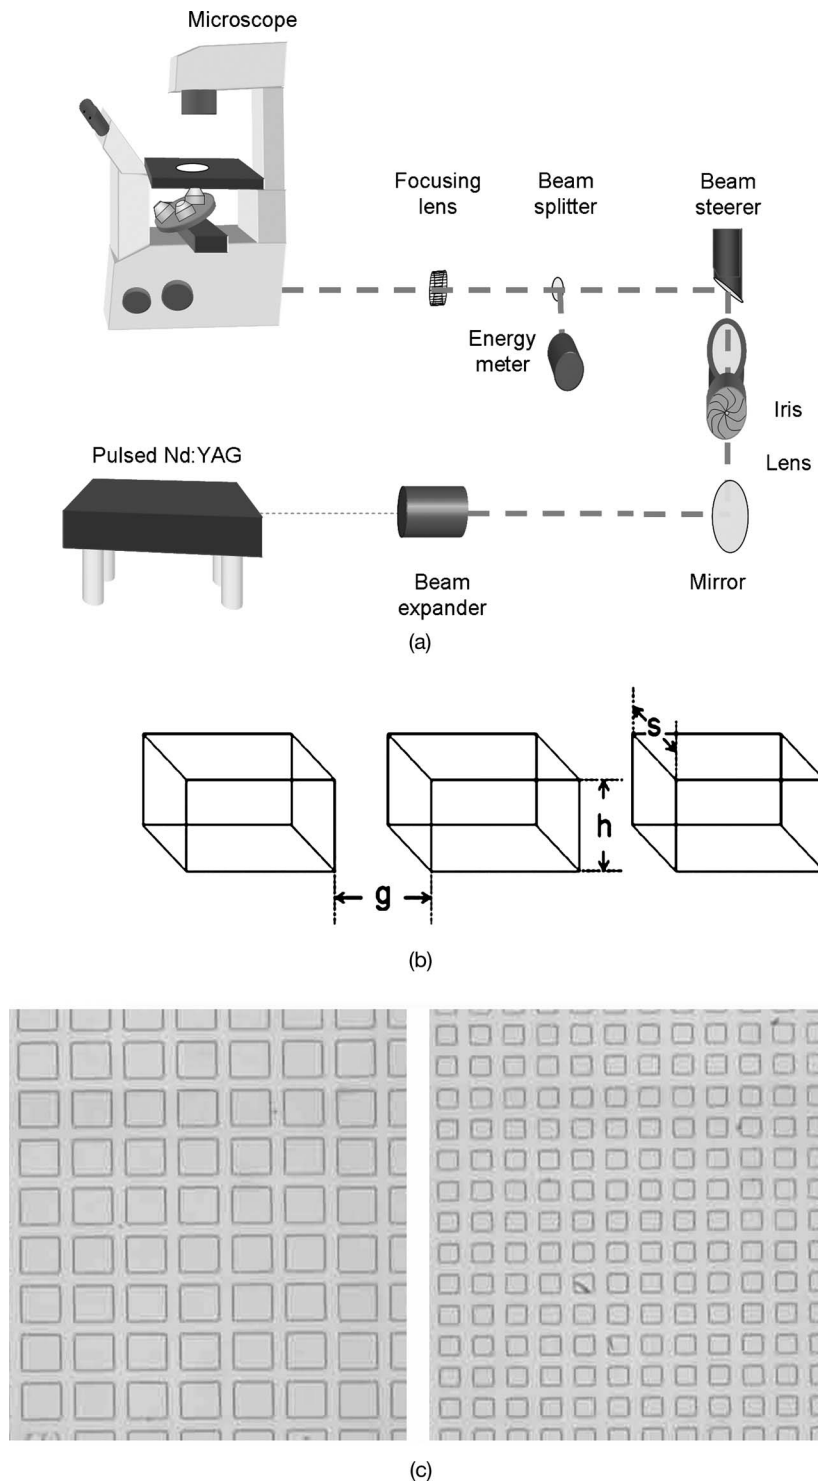 Microscope
Focusing
lens
Beam
splitter
Beam
steerer
Energy
meter
Iris
Pulsed Nd:YAG
Lens
Beam
expander
Mirror
(a)
s
h
g
(b)
(c)